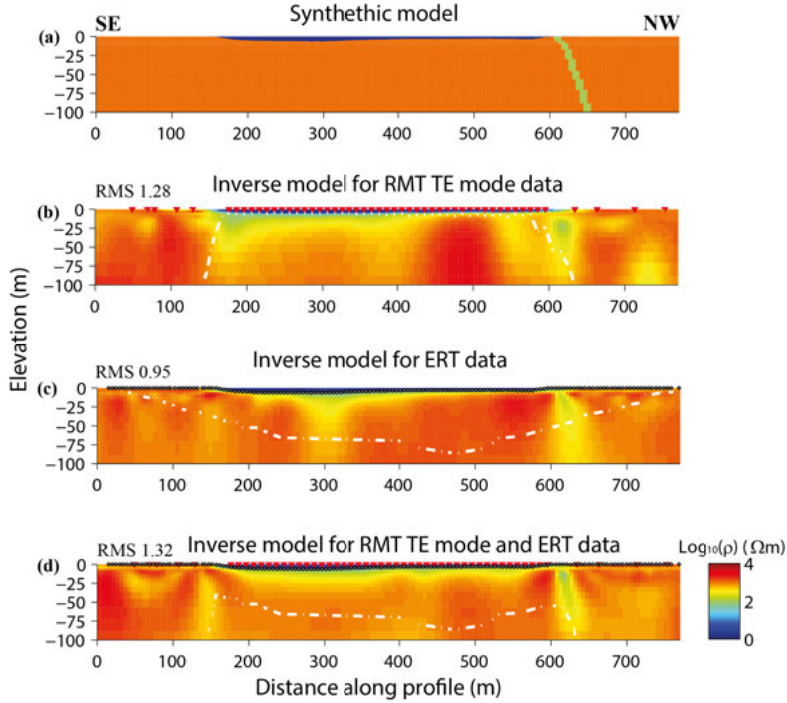 Synthethic model
SE
NW
(a)
0
−25
−50
−75
−100
0 100 200 300 400 500 600 700
RMS 1.28
Inverse model for RMT TE mode data
(b)
0
−25
−50
−75
−100
0 100 200 300 400 500 600 700
Elevation (m)
RMS 0.95
Inverse model for ERT data
(c)
0
−25
−50
−75
−100
0 100 200 300 400 500 600 700
RMS 1.32
Inverse model for RMT TE mode and ERT data
(d)
0
−25
−50
−75
−100
0 100 200 300 400 500 600 700
Distance along profile (m)
Log10(ρ) (Ωm)
4
2
0